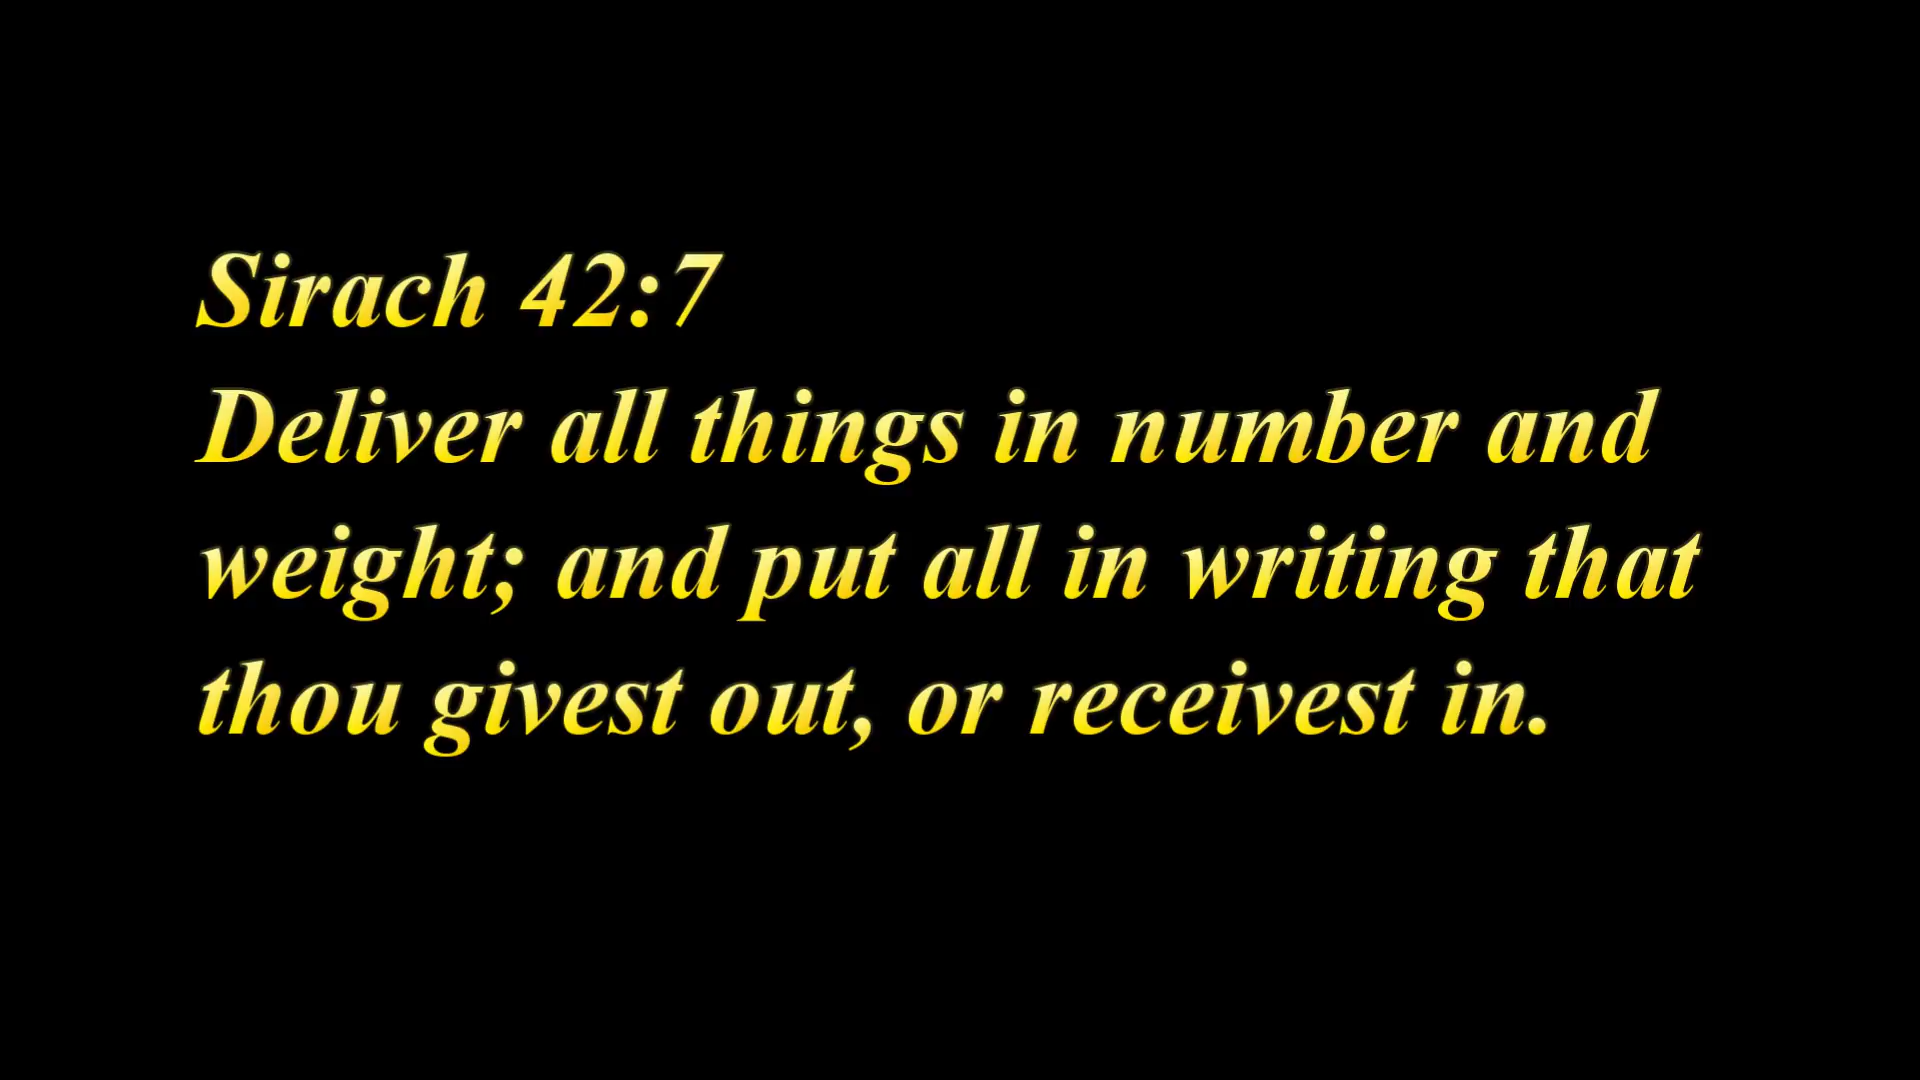 Sirach 42:7
Deliver all things in number and
weight; and put all in writing that
thou givest out, or receivest in.